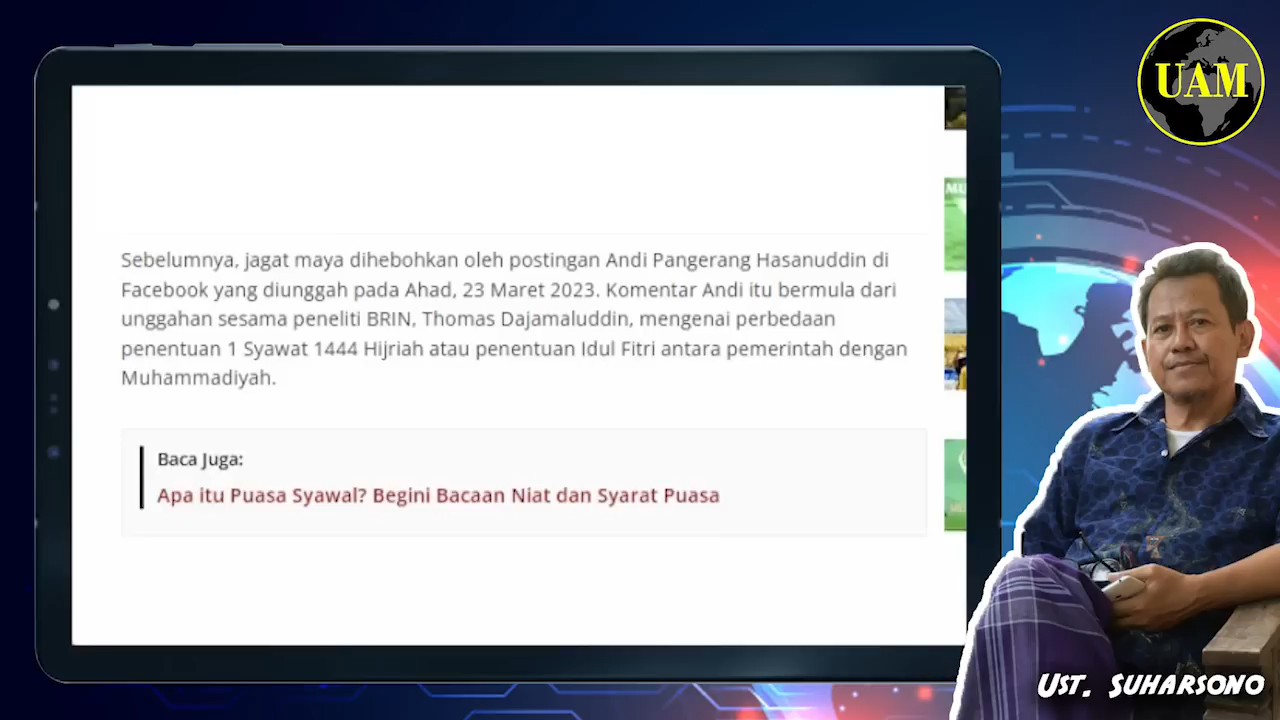 UAM
Sebelumnya, jagat maya dihebohkan oleh postingan Andi Pangerang Hasanuddin di
Facebook yang diunggah pada Ahad, 23 Maret 2023. Komentar Andi itu bermula dari
unggahan sesama peneliti BRIN, Thomas Dajamaluddin, mengenai perbedaan
penentuan 1 Syawat 1444 Hijriah atau penentuan Idul Fitri antara pemerintah dengan
Muhammadiyah.
Baca Juga:
Apa itu Puasa Syawal? Begini Bacaan Niat dan Syarat Puasa
UST. SUHARSONO